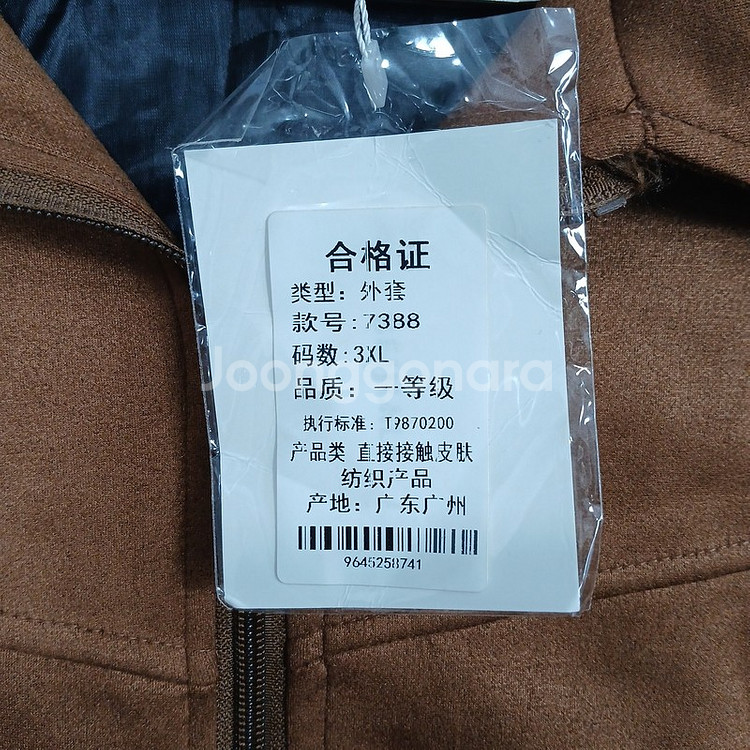 合格证
类型：外套
款号:7388
码数:3XL
Joonggonara
品质：一等级
执行标准：T9870200
产品类 直接接触皮肤
纺织产品
产地：广东广州
9645258741